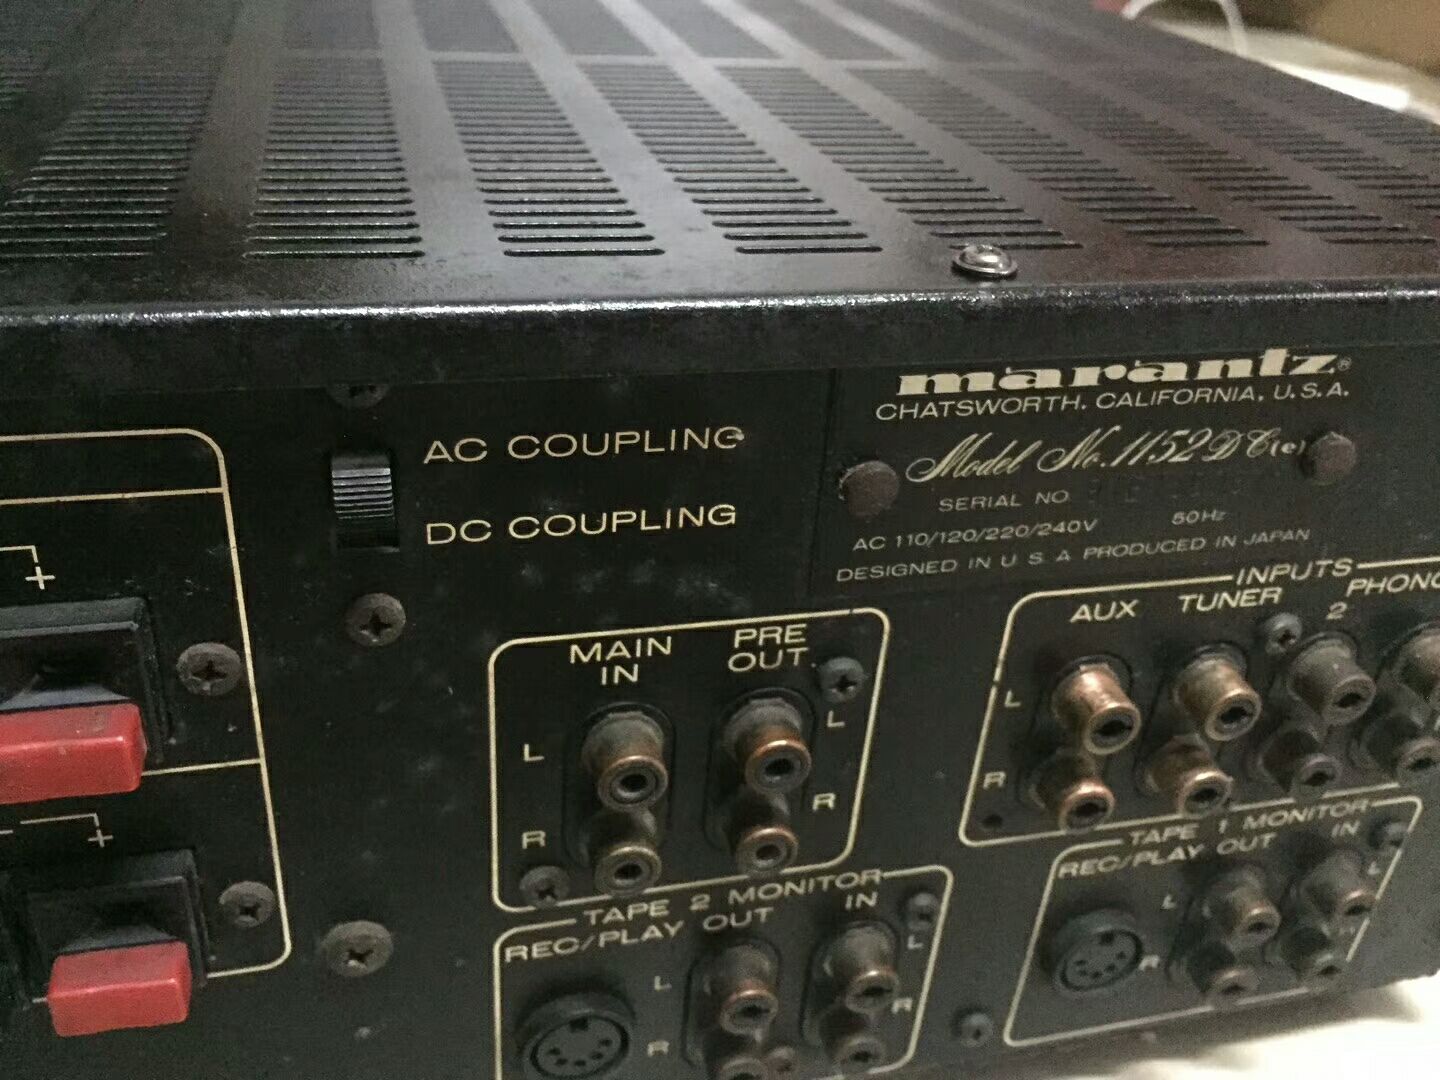 marantz®
CHATSWORTH, CALIFORNIA, U.S.A.
Model No. 1152 DC(e)
SERIAL NO
AC 110/120/220/240V 50Hz
DESIGNED IN U S A PRODUCED IN JAPAN
AC COUPLING
DC COUPLING
+
- +
MAIN IN
PRE OUT
L
L
R
R
INPUTS
AUX TUNER 2 PHONO
L
R
TAPE 2 MONITOR
REC/PLAY OUT IN
L
L
R
R
TAPE 1 MONITOR
REC/PLAY OUT IN
L
L
R